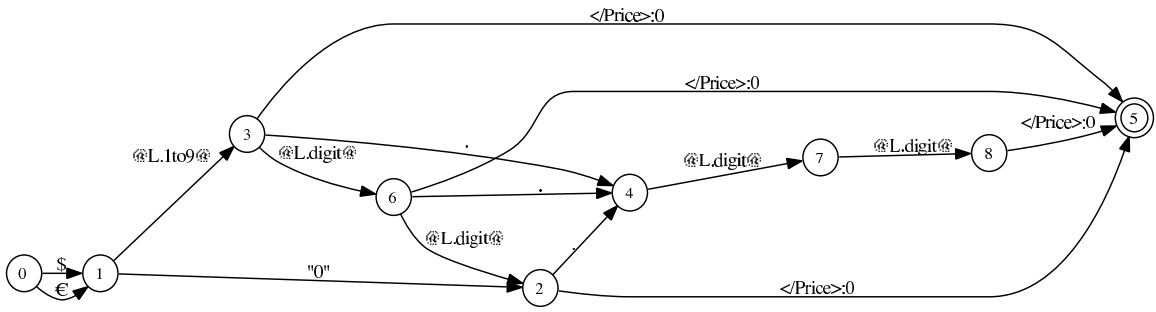 </Price>:0
</Price>:0
5
</Price>:0
3
.
@L.1to9@
@L.digit@
@L.digit@
8
7
@L.digit@
6
.
4
@L.digit@
.
0
$
€
1
"0"
2
</Price>:0